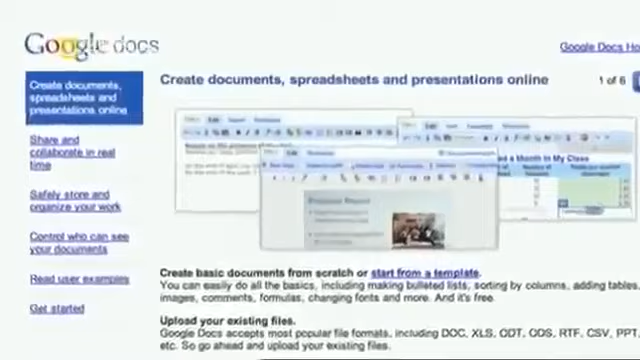 Google docs
Google Docs Ho
Create documents,
spreadsheets and
presentations online
Create documents, spreadsheets and presentations online
1 of 6
Share and
collaborate in real
time
Safely store and
organize your work
Control who can see
your documents
Read user examples
Get started
d a Month in My Class
Create basic documents from scratch or start from a template.
You can easily do all the basics, including making bulleted lists, sorting by columns, adding tables,
images, comments, formulas, changing fonts and more. And it's free.
Upload your existing files.
Google Docs accepts most popular file formats, including DOC, XLS, ODT, ODS, RTF, CSV, PPT,
etc. So go ahead and upload your existing files.